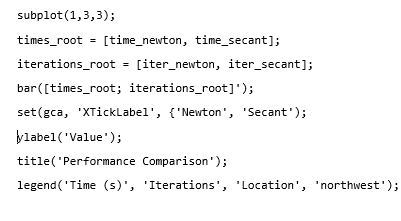 subplot(1,3,3);
times_root = [time_newton, time_secant];
iterations_root = [iter_newton, iter_secant];
bar([times_root; iterations_root]');
set(gca, 'XTickLabel', {'Newton', 'Secant');
ylabel('Value');
title('Performance Comparison');
legend('Time (s)', 'Iterations', 'Location', 'northwest');